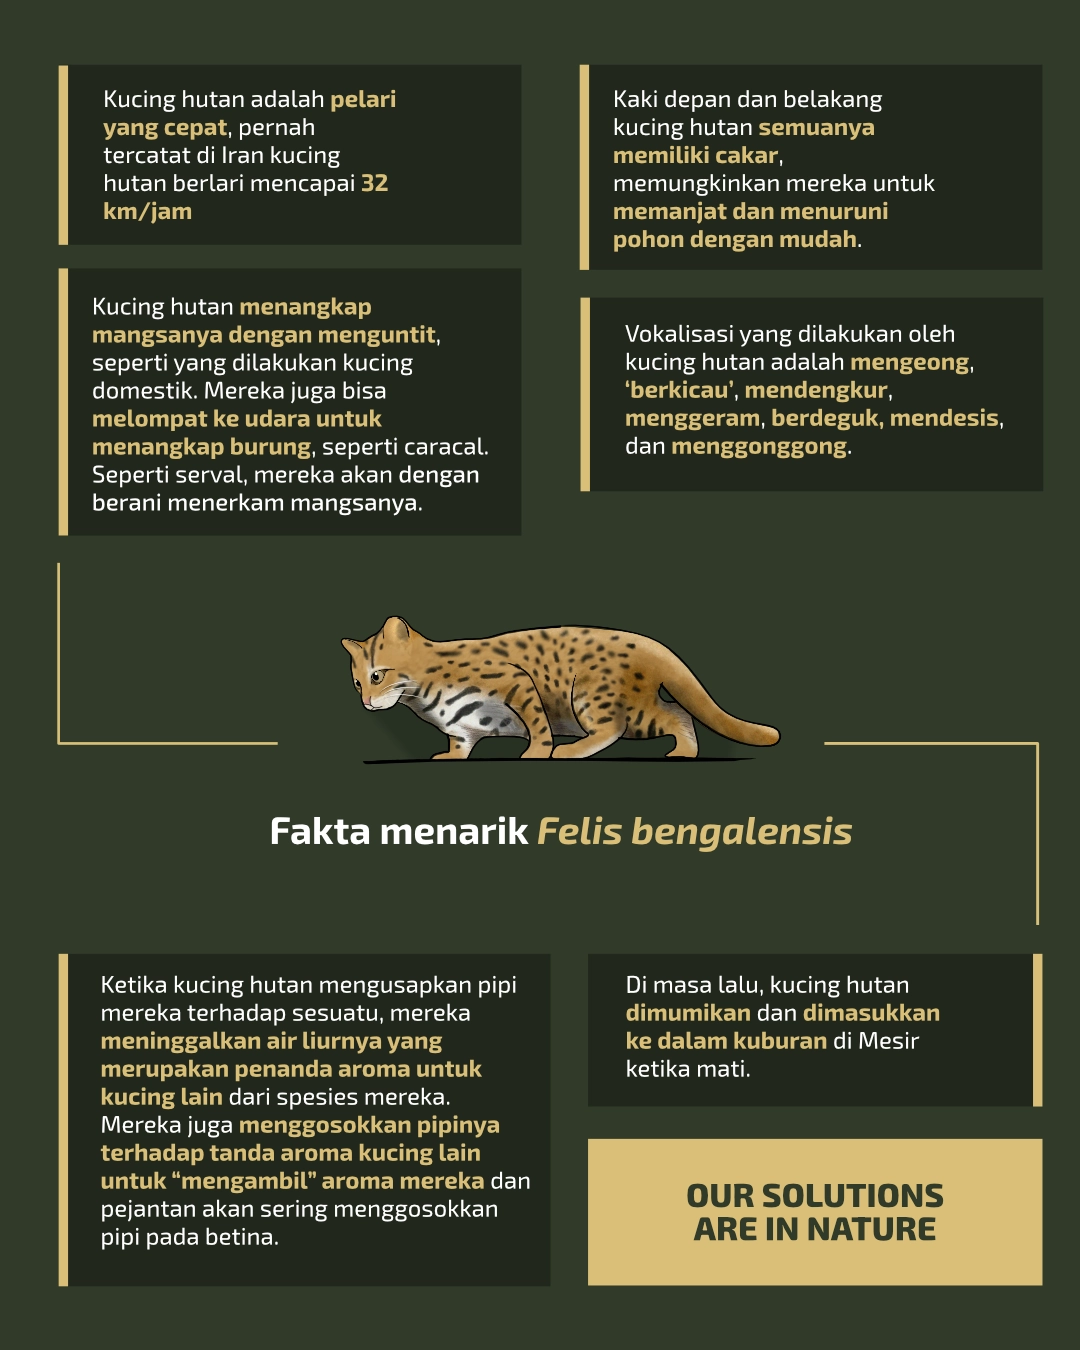 Kucing hutan adalah pelari
yang cepat, pernah
tercatat di Iran kucing
hutan berlari mencapai 32
km/jam
Kaki depan dan belakang
kucing hutan semuanya
memiliki cakar,
memungkinkan mereka untuk
memanjat dan menuruni
pohon dengan mudah.
Kucing hutan menangkap
mangsanya dengan menguntit,
seperti yang dilakukan kucing
domestik. Mereka juga bisa
melompat ke udara untuk
menangkap burung, seperti caracal.
Seperti serval, mereka akan dengan
berani menerkam mangsanya.
Vokalisasi yang dilakukan oleh
kucing hutan adalah mengeong,
‘berkicau’, mendengkur,
menggeram, berdeguk, mendesis,
dan menggonggong.
Fakta menarik Felis bengalensis
Ketika kucing hutan mengusapkan pipi
mereka terhadap sesuatu, mereka
meninggalkan air liurnya yang
merupakan penanda aroma untuk
kucing lain dari spesies mereka.
Mereka juga menggosokkan pipinya
terhadap tanda aroma kucing lain
untuk “mengambil” aroma mereka dan
pejantan akan sering menggosokkan
pipi pada betina.
Di masa lalu, kucing hutan
dimumikan dan dimasukkan
ke dalam kuburan di Mesir
ketika mati.
OUR SOLUTIONS
ARE IN NATURE